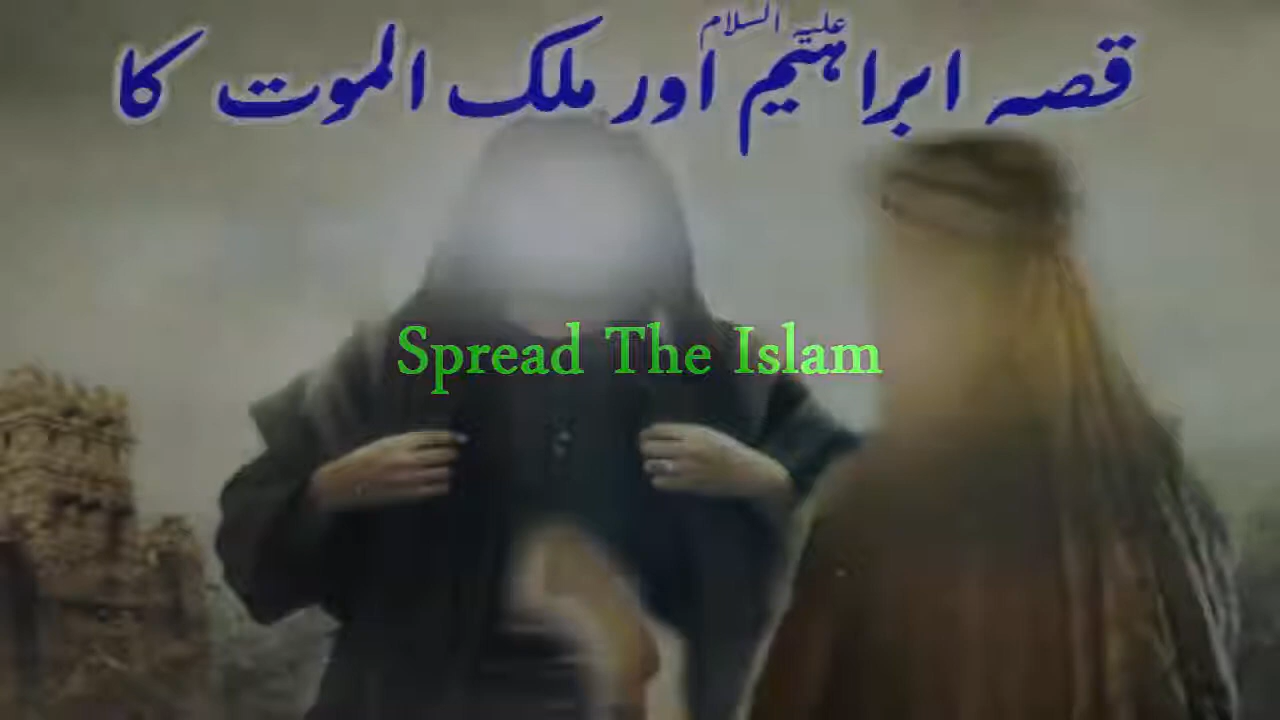 قصہ ابراہیم علیہ السلام اور ملک الموت کا
Spread The Islam